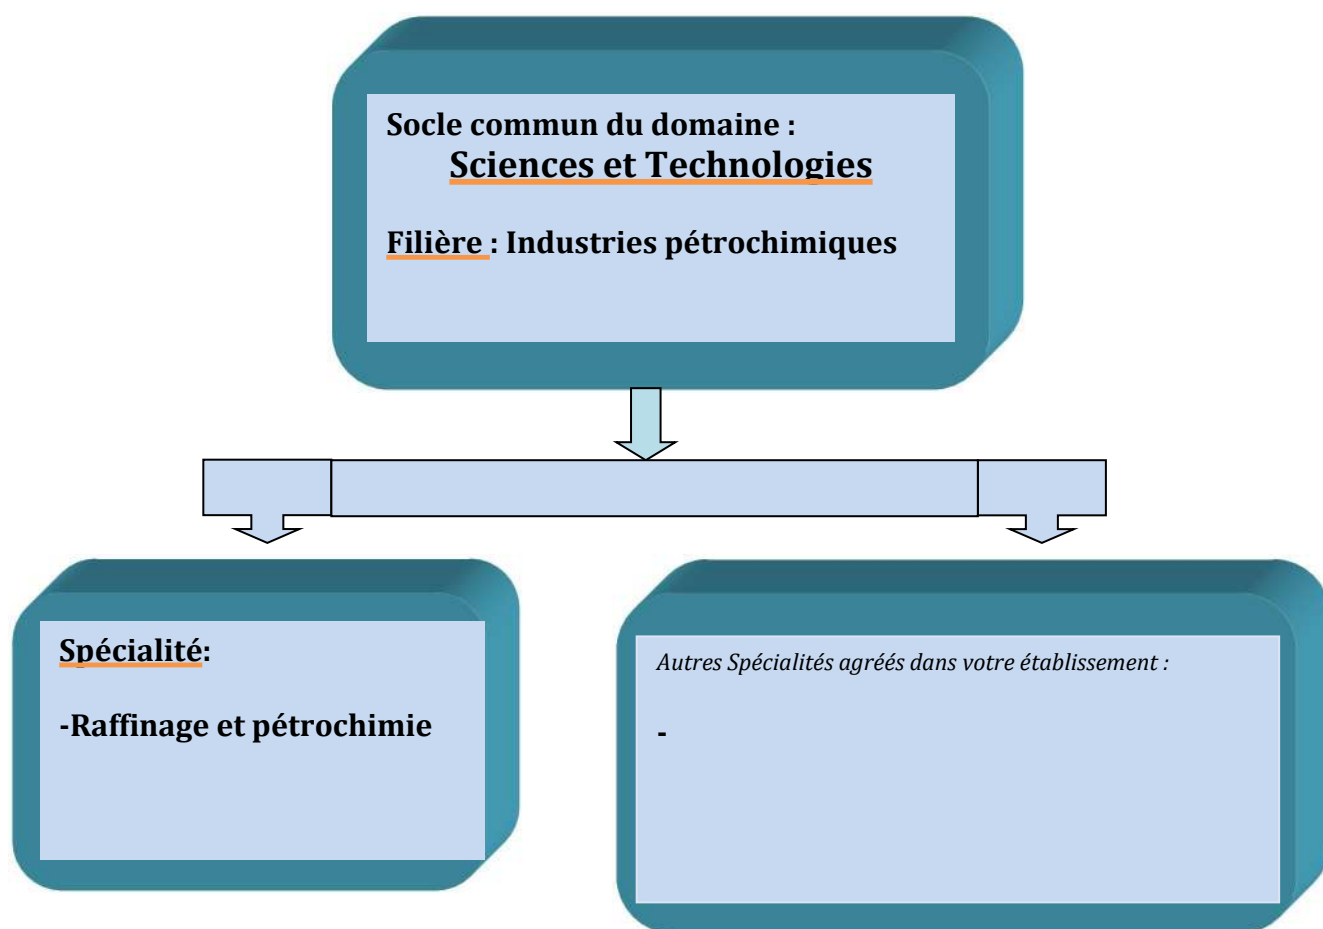 Socle commun du domaine :
Sciences et Technologies
Filière : Industries pétrochimiques
Spécialité:
-Raffinage et pétrochimie
Autres Spécialités agréés dans votre établissement :
-